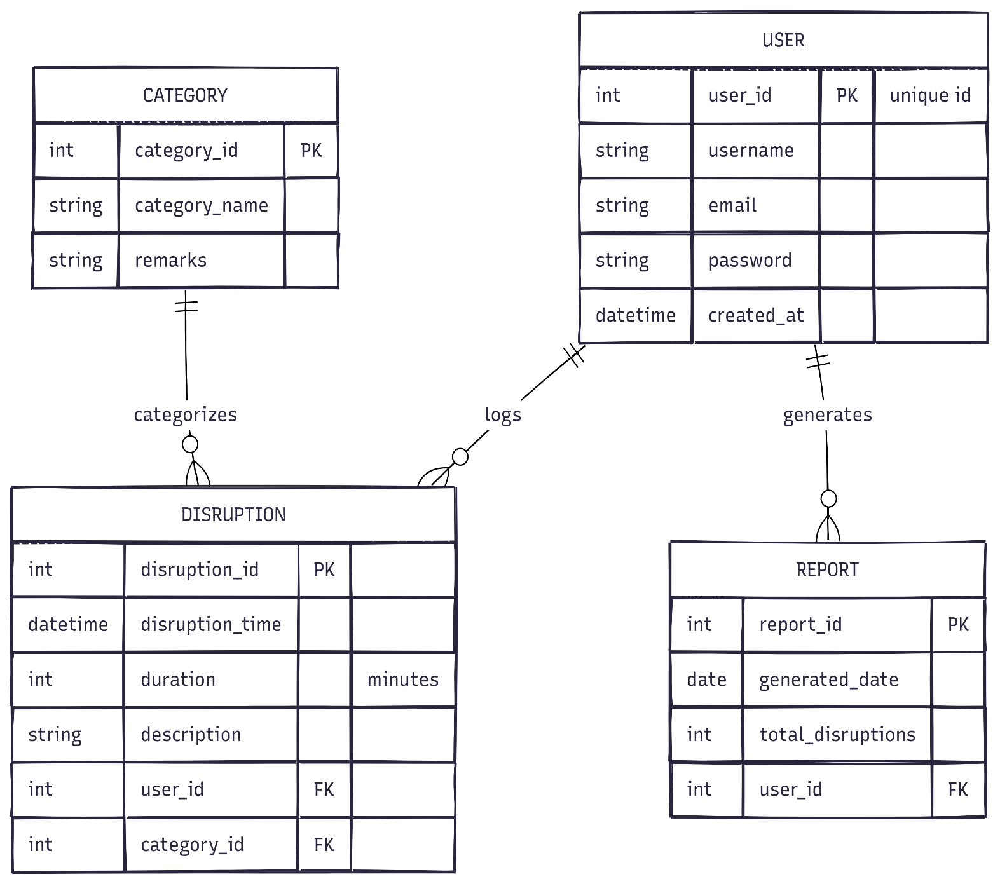 USER
int user_id PK unique id
string username
string email
string password
datetime created_at
CATEGORY
int category_id PK
string category_name
string remarks
categorizes
logs
generates
DISRUPTION
int disruption_id PK
datetime disruption_time
int duration minutes
string description
int user_id FK
int category_id FK
REPORT
int report_id PK
date generated_date
int total_disruptions
int user_id FK